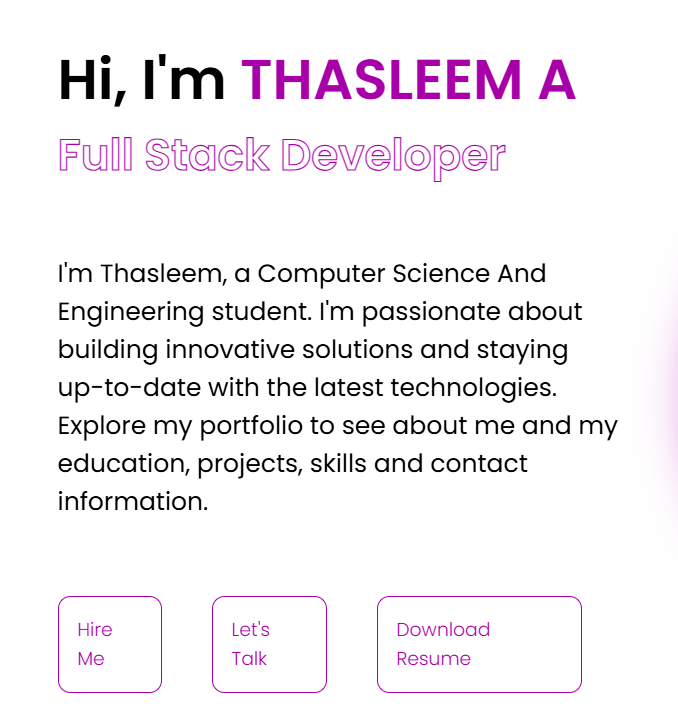 Hi, I'm THASLEEM A
Full Stack Developer
I'm Thasleem, a Computer Science And
Engineering student. I'm passionate about
building innovative solutions and staying
up-to-date with the latest technologies.
Explore my portfolio to see about me and my
education, projects, skills and contact
information.
Hire
Me
Let's
Talk
Download
Resume